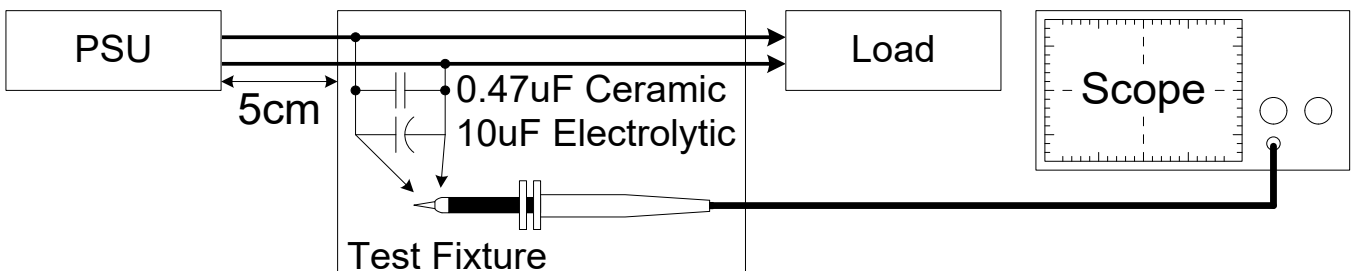 PSU
Load
Scope
5cm
0.47uF Ceramic
10uF Electrolytic
Test Fixture